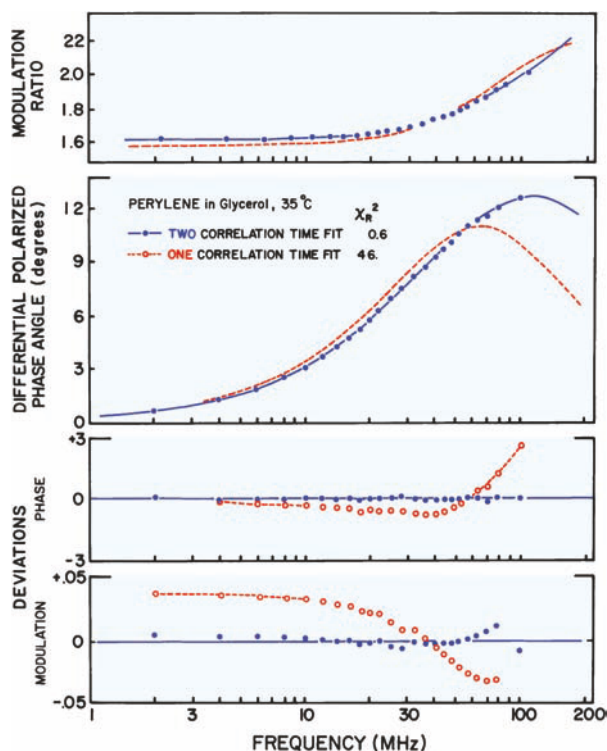 MODULATION
RATIO
2.2
2.0
1.8
1.6
DIFFERENTIAL POLARIZED
PHASE ANGLE (degrees)
12
9
6
3
0
PERYLENE in Glycerol, 35°C
χR²
TWO CORRELATION TIME FIT 0.6
ONE CORRELATION TIME FIT 46.
DEVIATIONS
PHASE
+3
0
-3
MODULATION
+.05
0
-.05
1 3 10 30 100 200
FREQUENCY (MHz)